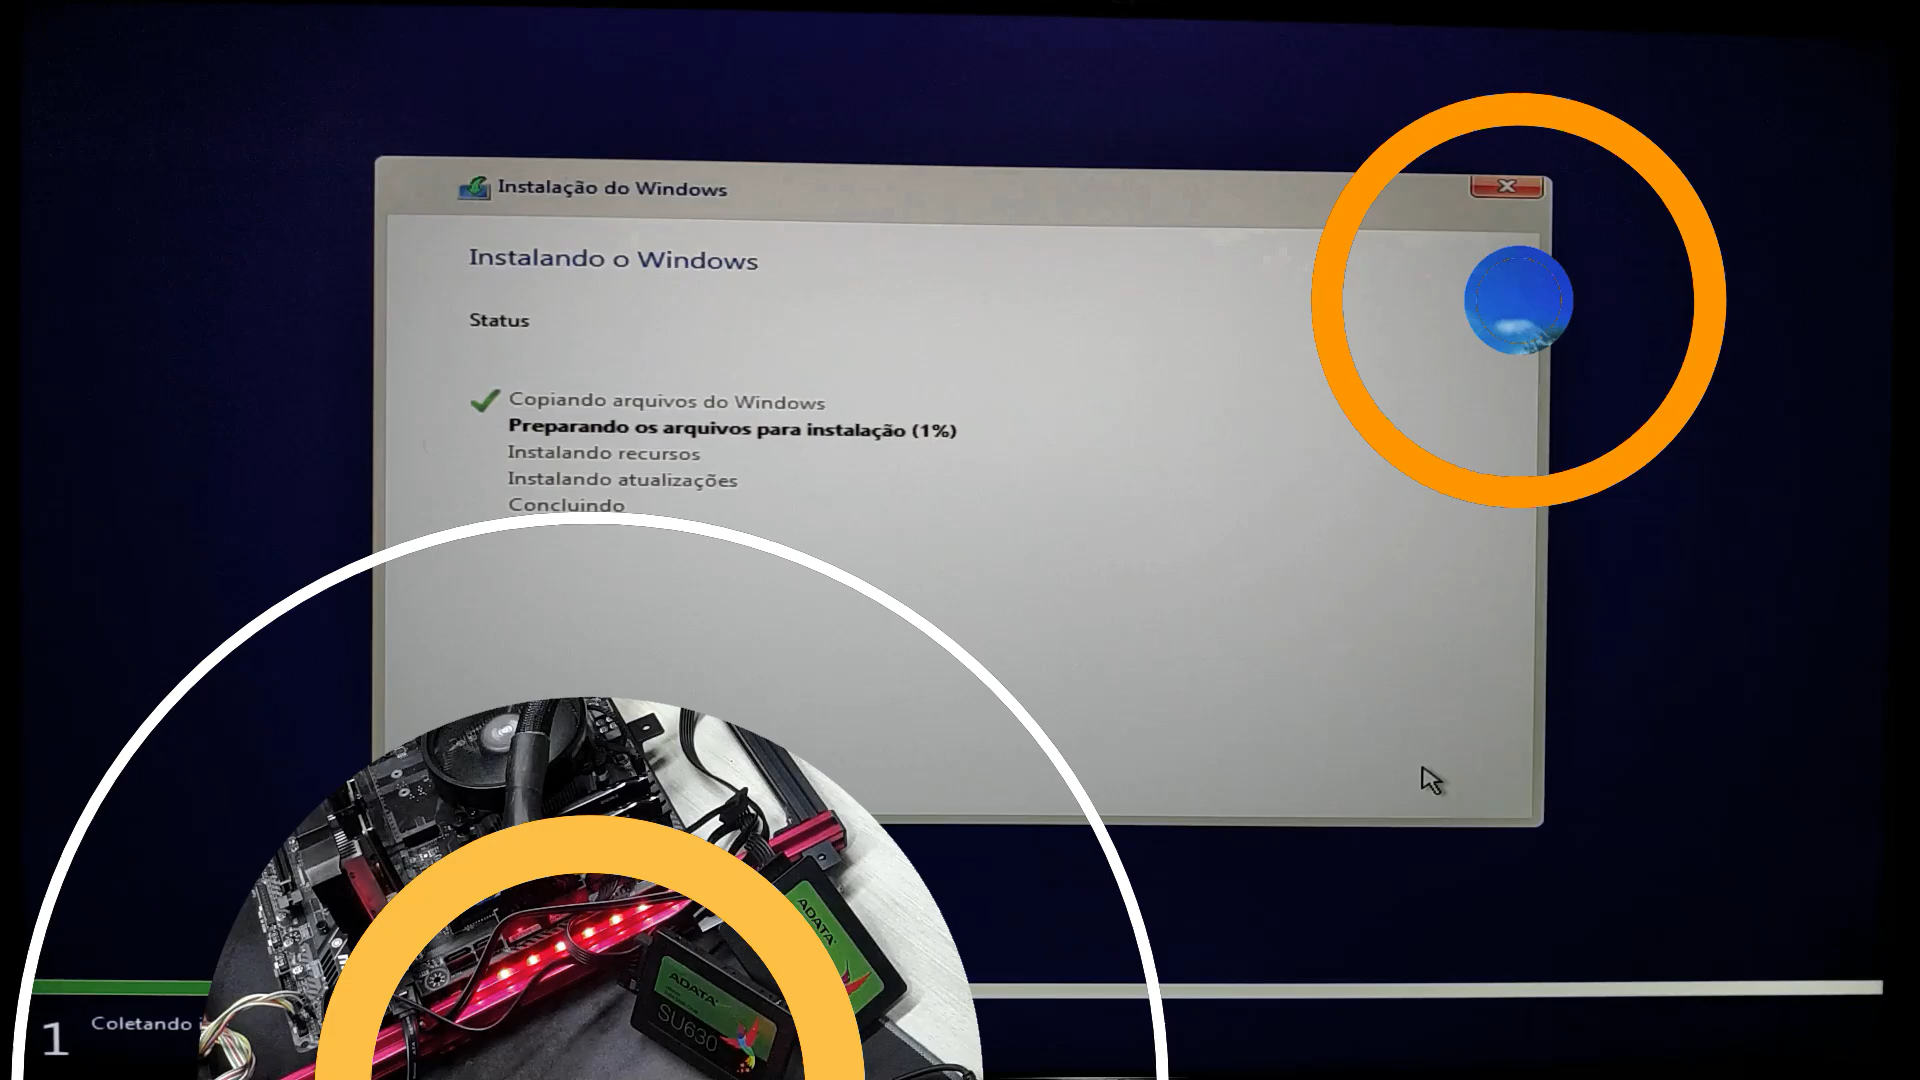 Instalação do Windows
Instalando o Windows
Status
Copiando arquivos do Windows
Preparando os arquivos para instalação (1%)
Instalando recursos
Instalando atualizações
Concluindo
ADATA
ADATA
SU630
1 Coletando